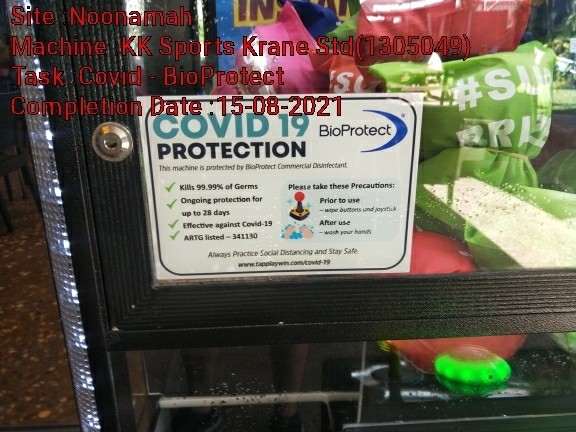 Site :Noonamah
Machine :KK Sports Krane Std(1305049)
Task :Covid - BioProtect
Completion Date :15-08-2021
INSTAN
COVID 19
PROTECTION
BioProtect
This machine is protected by BioProtect Commercial Disinfectant.
Kills 99.99% of Germs
Ongoing protection for
up to 28 days
Effective against Covid-19
ARTG listed – 341130
Please take these Precautions:
Prior to use
– wipe buttons and joystick
After use
– wash your hands
Always Practice Social Distancing and Stay Safe.
www.tapplaywin.com/covid-19